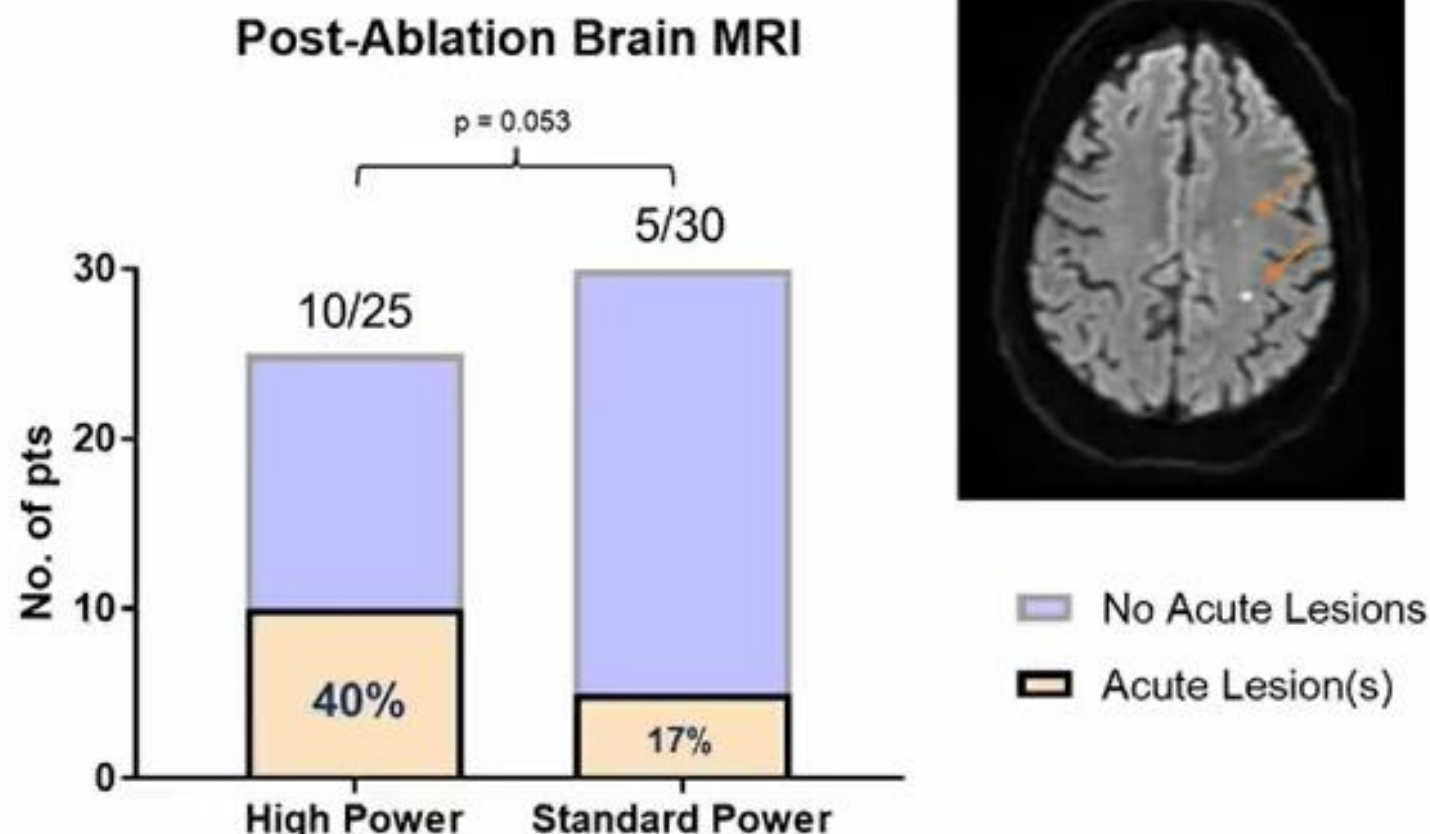 Post-Ablation Brain MRI
p = 0.053
5/30
10/25
30
20
10
0
No. of pts
40%
17%
High Power
Standard Power
No Acute Lesions
Acute Lesion(s)